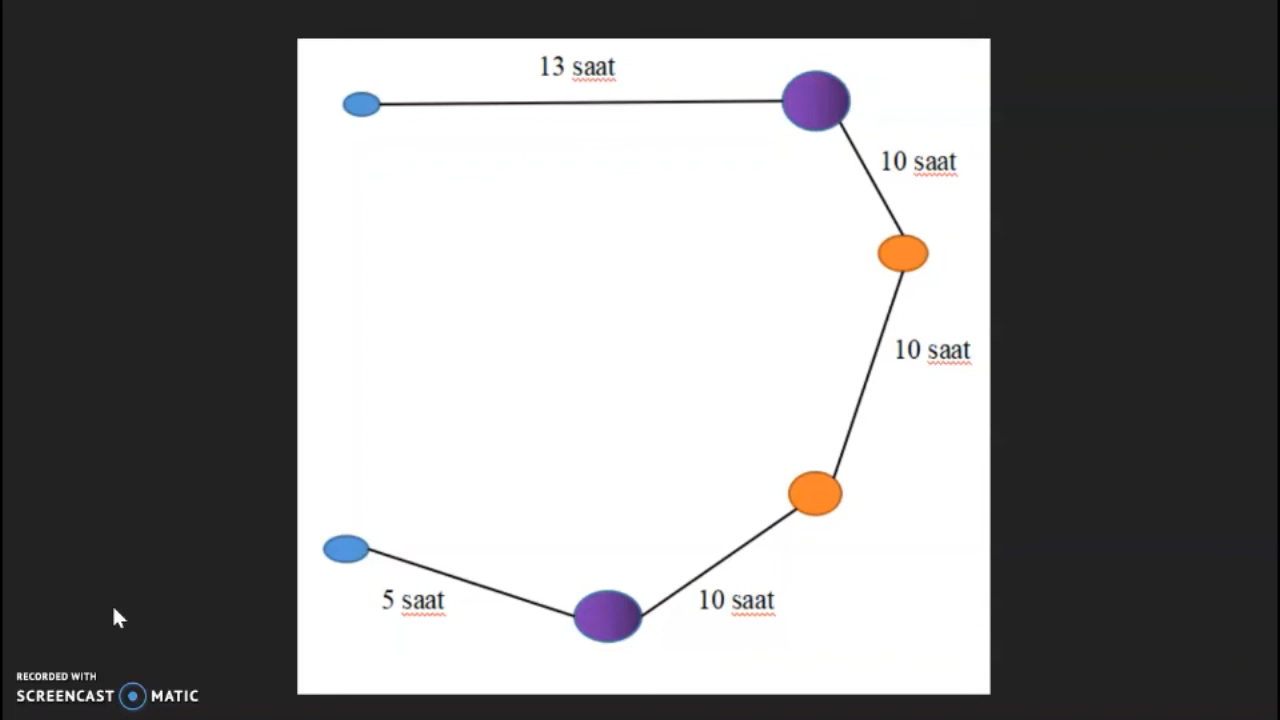 13 saat
10 saat
10 saat
5 saat
10 saat
RECORDED WITH
SCREENCAST MATIC